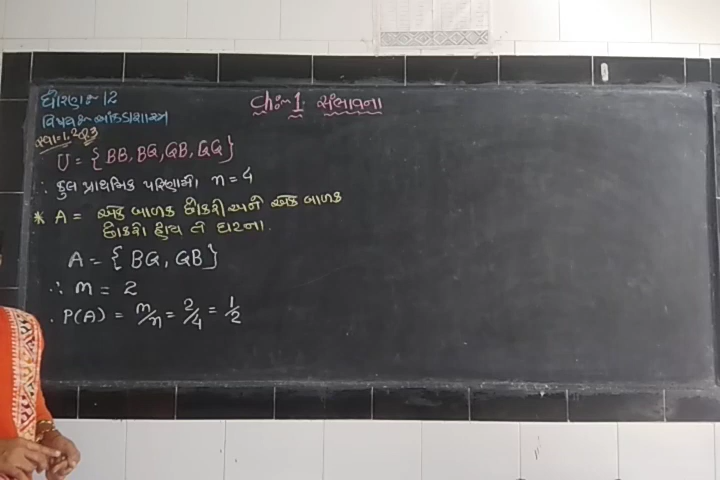 ધોરણ :- 12
Ch :- 1 સંભાવના
વિષય :- આંકડાશાસ્ત્ર
U = { BB, BG, GB, GG }
∴ કુલ પ્રાથમિક પરિણામો n = 4
* A = એક બાળક છોકરી અને એક બાળક
છોકરો હોય તે ઘટના.
A = { BG, GB }
∴ m = 2
∴ P(A) = m/n = 2/4 = 1/2